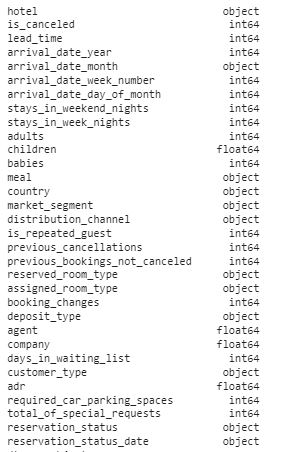 hotel object
is_canceled int64
lead_time int64
arrival_date_year int64
arrival_date_month object
arrival_date_week_number int64
arrival_date_day_of_month int64
stays_in_weekend_nights int64
stays_in_week_nights int64
adults int64
children float64
babies int64
meal object
country object
market_segment object
distribution_channel object
is_repeated_guest int64
previous_cancellations int64
previous_bookings_not_canceled int64
reserved_room_type object
assigned_room_type object
booking_changes int64
deposit_type object
agent float64
company float64
days_in_waiting_list int64
customer_type object
adr float64
required_car_parking_spaces int64
total_of_special_requests int64
reservation_status object
reservation_status_date object